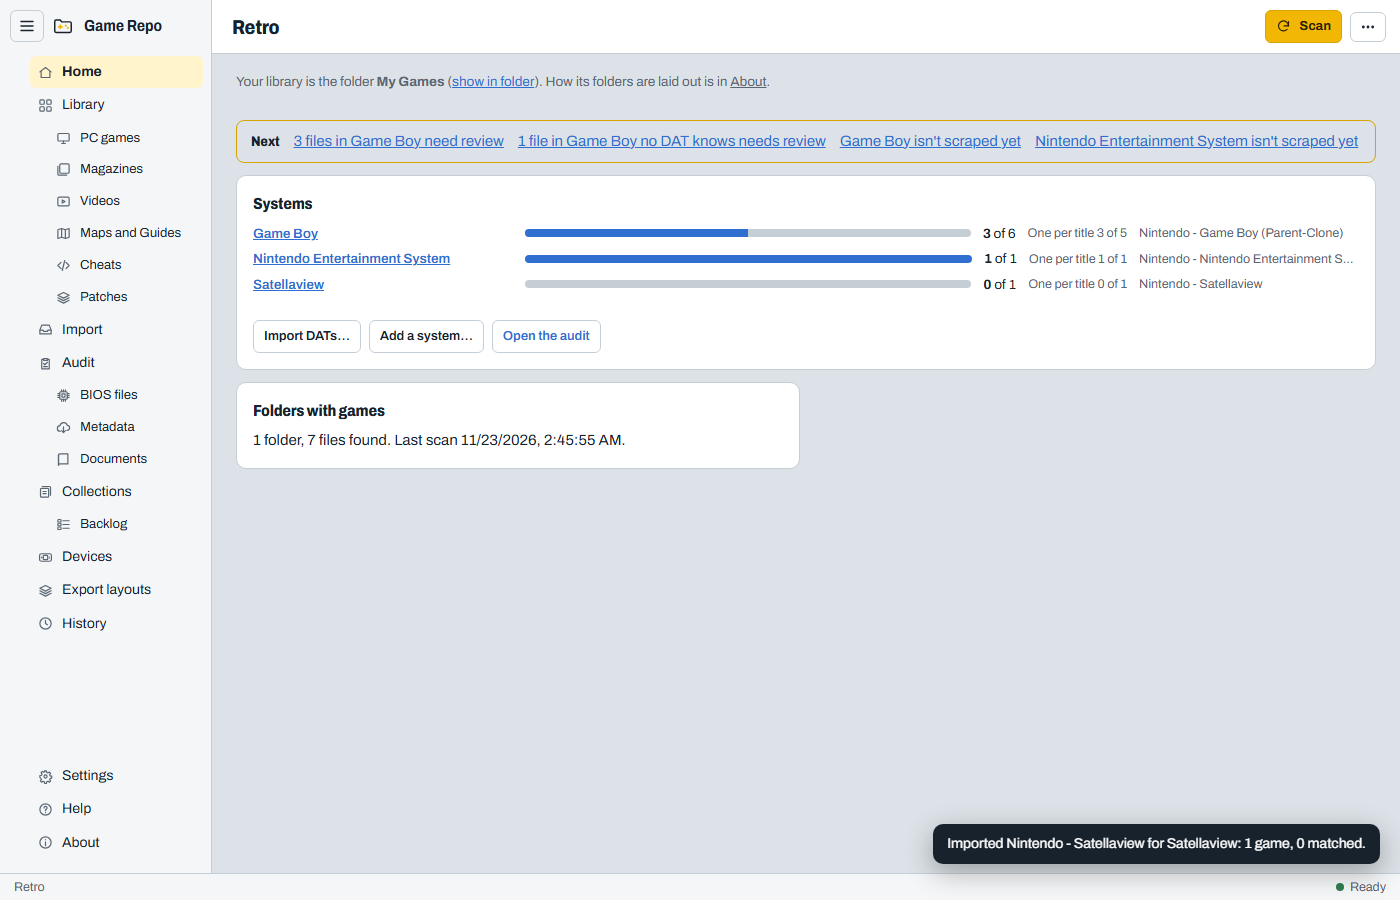 Game Repo
Retro
Scan
Home
Library
PC games
Magazines
Videos
Maps and Guides
Cheats
Patches
Import
Audit
BIOS files
Metadata
Documents
Collections
Backlog
Devices
Export layouts
History
Settings
Help
About
Your library is the folder My Games (show in folder). How its folders are laid out is in About.
Next 3 files in Game Boy need review 1 file in Game Boy no DAT knows needs review Game Boy isn't scraped yet Nintendo Entertainment System isn't scraped yet
Systems
Game Boy 3 of 6 One per title 3 of 5 Nintendo - Game Boy (Parent-Clone)
Nintendo Entertainment System 1 of 1 One per title 1 of 1 Nintendo - Nintendo Entertainment S...
Satellaview 0 of 1 One per title 0 of 1 Nintendo - Satellaview
Import DATs... Add a system... Open the audit
Folders with games
1 folder, 7 files found. Last scan 11/23/2026, 2:45:55 AM.
Imported Nintendo - Satellaview for Satellaview: 1 game, 0 matched.
Retro
Ready